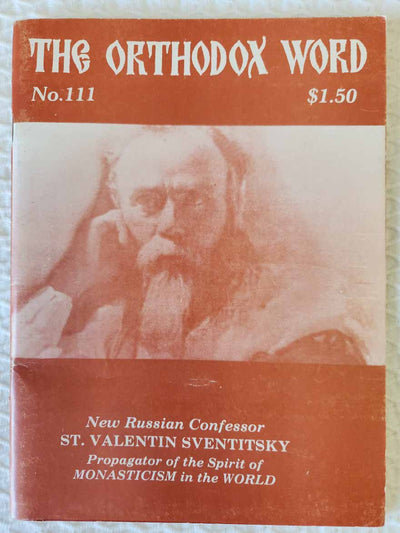 THE ORTHODOX WORD
No.111 $1.50
New Russian Confessor
ST. VALENTIN SVENTITSKY
Propagator of the Spirit of
MONASTICISM in the WORLD